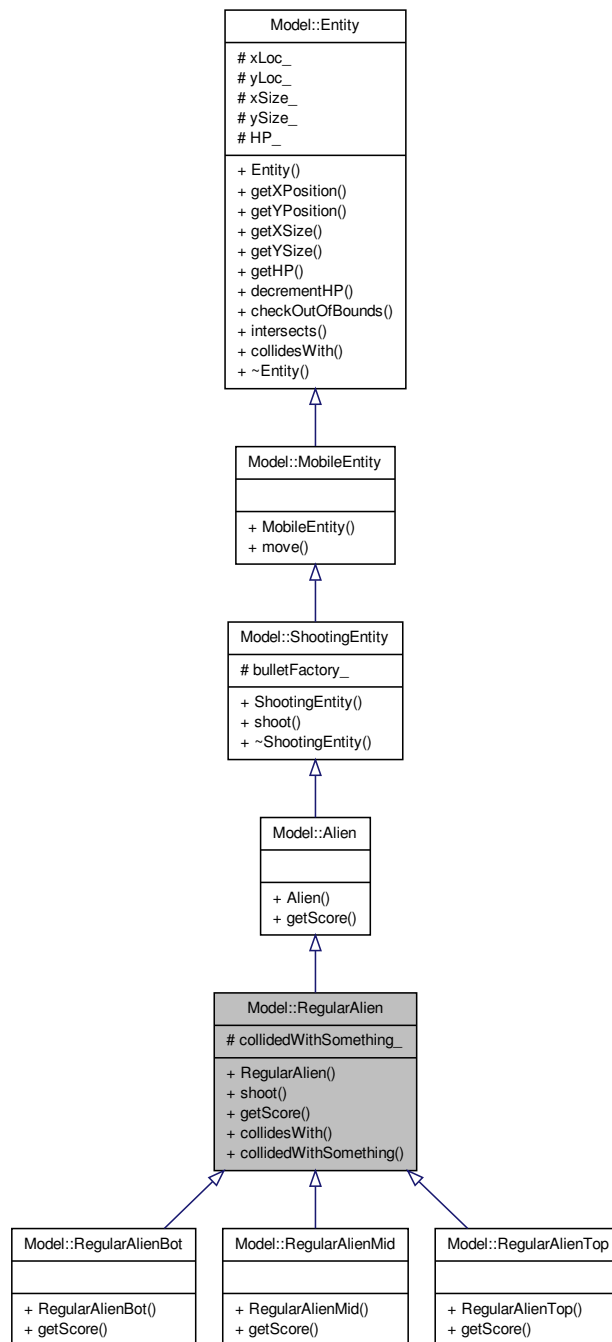 Model::Entity
# xLoc_
# yLoc_
# xSize_
# ySize_
# HP_
+ Entity()
+ getXPosition()
+ getYPosition()
+ getXSize()
+ getYSize()
+ getHP()
+ decrementHP()
+ checkOutOfBounds()
+ intersects()
+ collidesWith()
+ ~Entity()
Model::MobileEntity
+ MobileEntity()
+ move()
Model::ShootingEntity
# bulletFactory_
+ ShootingEntity()
+ shoot()
+ ~ShootingEntity()
Model::Alien
+ Alien()
+ getScore()
Model::RegularAlien
# collidedWithSomething_
+ RegularAlien()
+ shoot()
+ getScore()
+ collidesWith()
+ collidedWithSomething()
Model::RegularAlienBot
+ RegularAlienBot()
+ getScore()
Model::RegularAlienMid
+ RegularAlienMid()
+ getScore()
Model::RegularAlienTop
+ RegularAlienTop()
+ getScore()